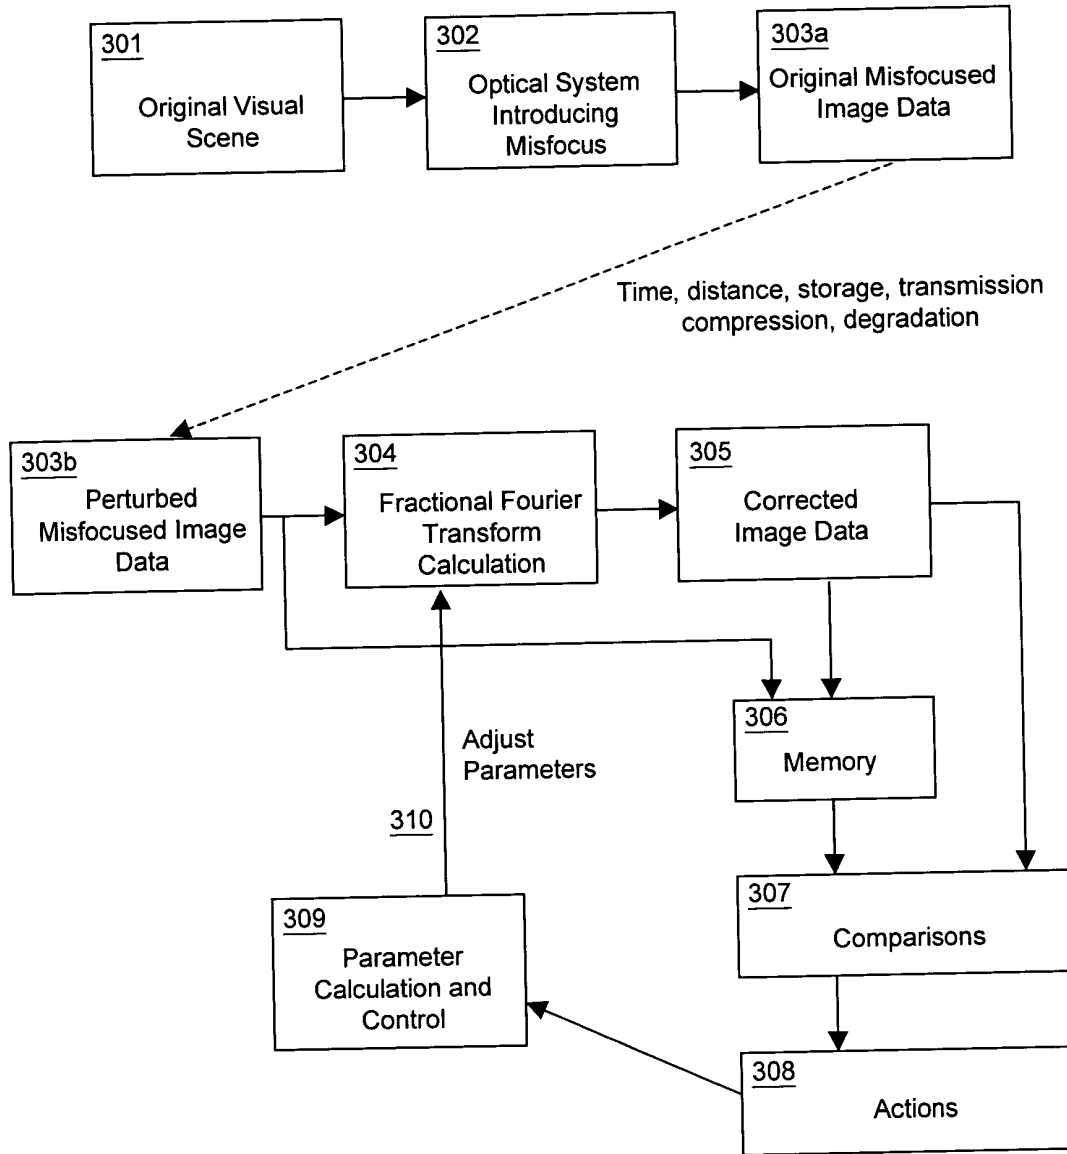 301
Original Visual
Scene
302
Optical System
Introducing
Misfocus
303a
Original Misfocused
Image Data
Time, distance, storage, transmission
compression, degradation
303b
Perturbed
Misfocused Image
Data
304
Fractional Fourier
Transform
Calculation
305
Corrected
Image Data
306
Memory
Adjust
Parameters
310
307
Comparisons
309
Parameter
Calculation and
Control
308
Actions